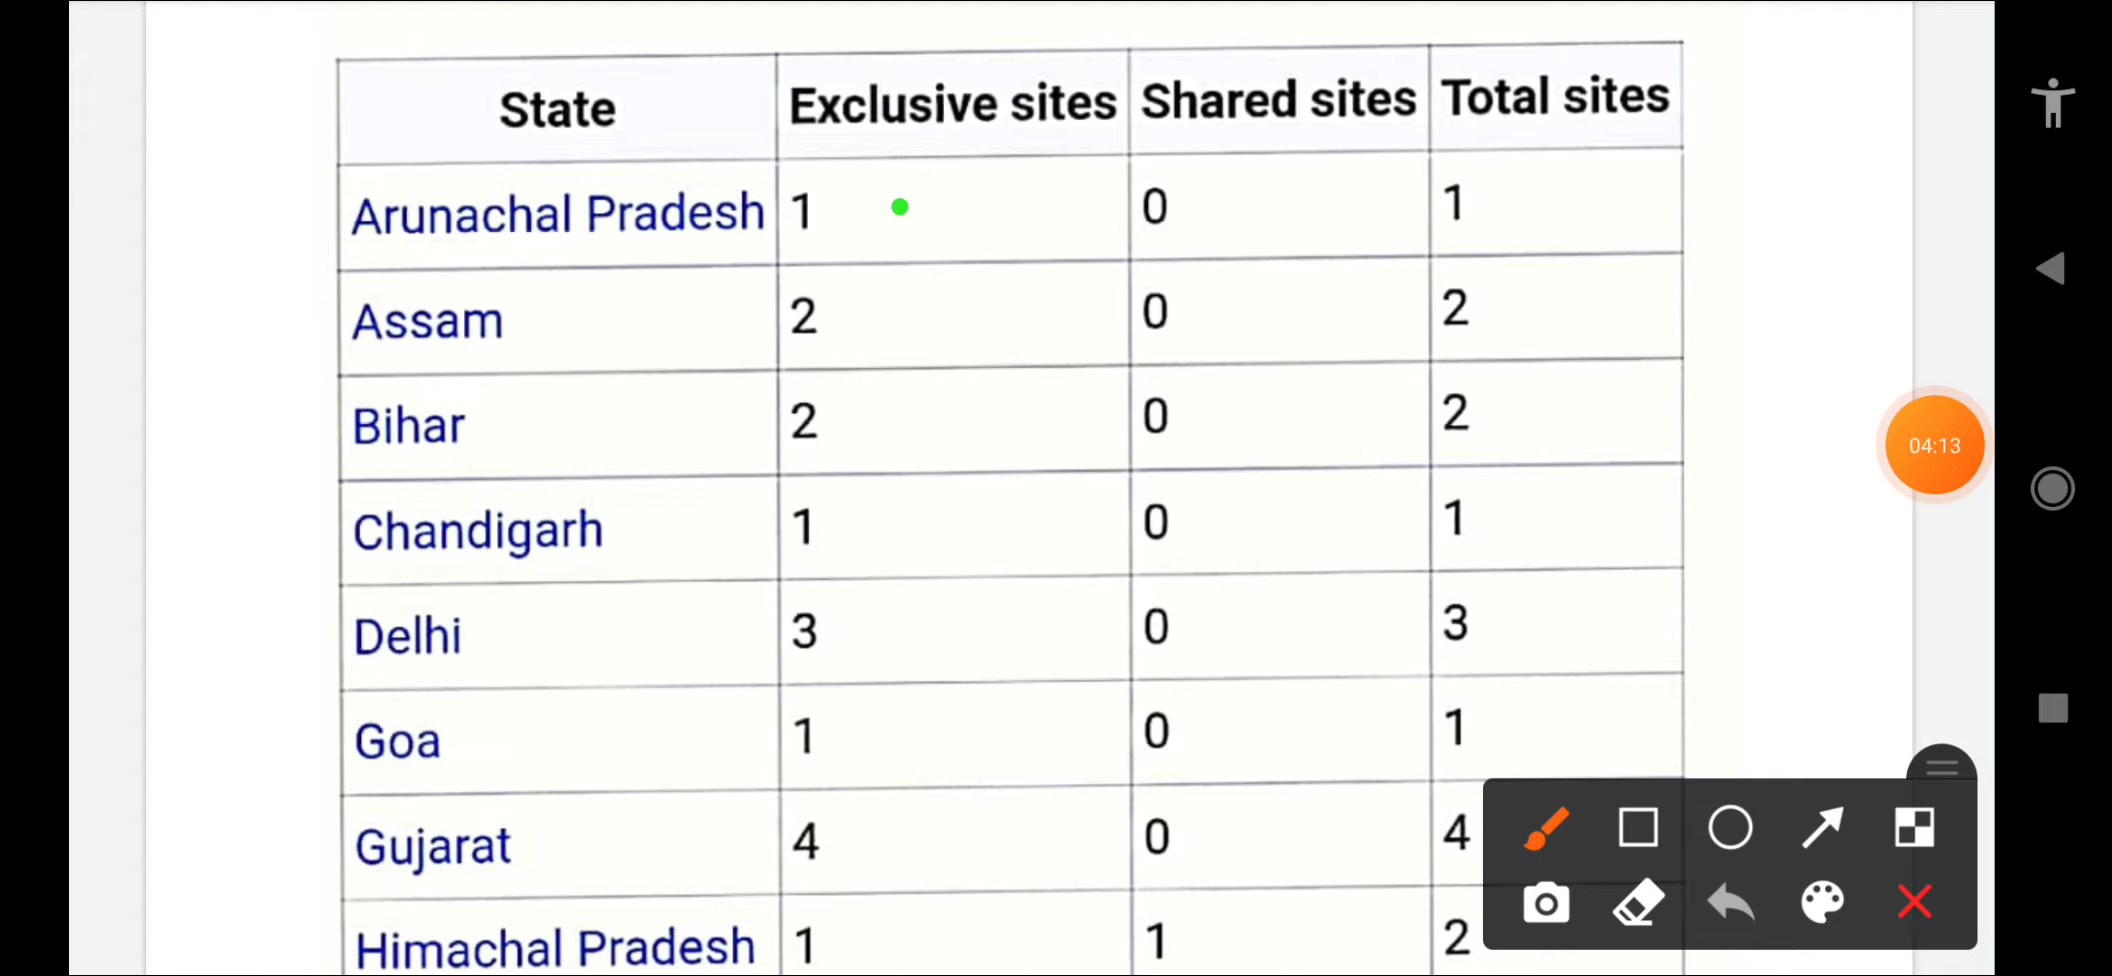 State Exclusive sites Shared sites Total sites
Arunachal Pradesh 1 0 1
Assam 2 0 2
Bihar 2 0 2
Chandigarh 1 0 1
04:13
Delhi 3 0 3
Goa 1 0 1
Gujarat 4 0 4
Himachal Pradesh 1 1 2